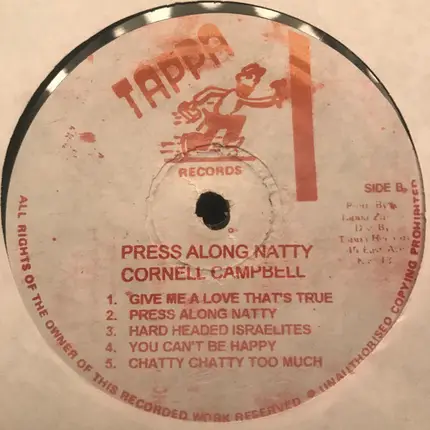 TAPPA
RECORDS
SIDE B
PRESS ALONG NATTY
CORNELL CAMPBELL
1. GIVE ME A LOVE THAT'S TRUE
2. PRESS ALONG NATTY
3. HARD HEADED ISRAELITES
4. YOU CAN'T BE HAPPY
5. CHATTY CHATTY TOO MUCH
ALL RIGHTS OF THE OWNER OF THIS RECORDED WORK RESERVED ● UNAUTHORISED COPYING PROHIBITED